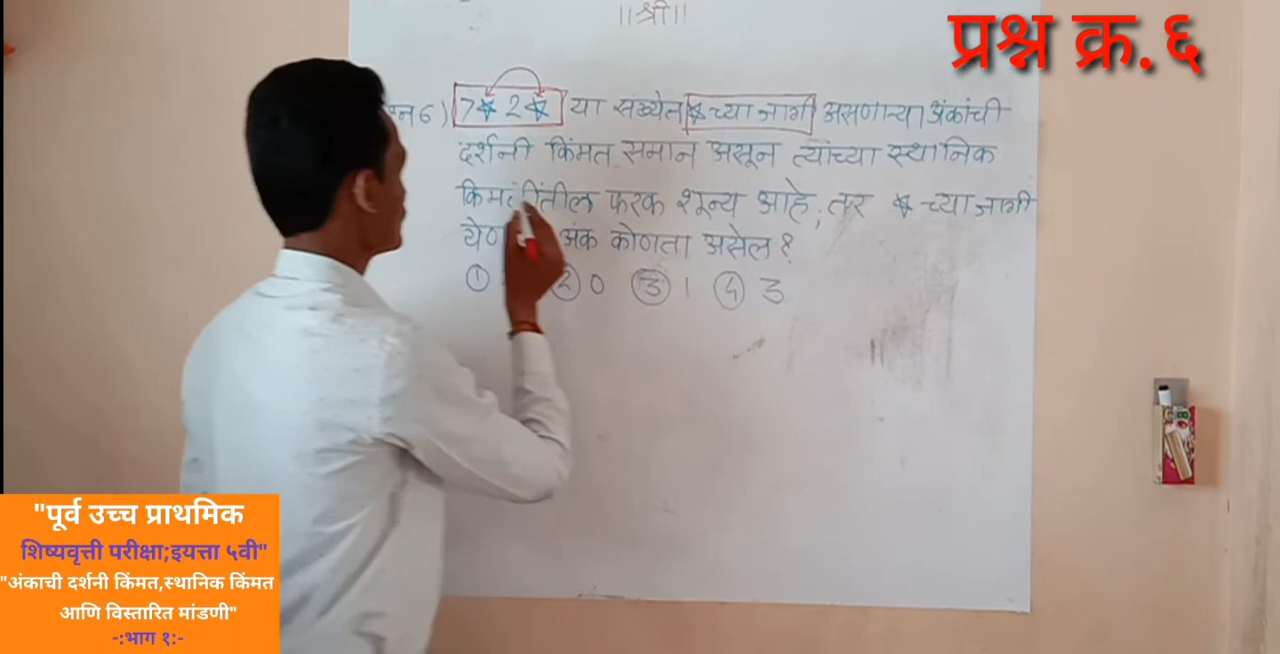 ||श्री||
प्रश्न क्र.६
6) 7★2★ या संख्येत ★च्या जागी असणाऱ्या अंकांची
दर्शनी किंमत समान असून त्यांच्या स्थानिक
किमतींतील फरक शून्य आहे, तर ★ च्या जागी
अंक कोणता असेल ?
① ② 0 ③ 1 ④ 3
"पूर्व उच्च प्राथमिक
शिष्यवृत्ती परीक्षा;इयत्ता ५वी"
"अंकाची दर्शनी किंमत,स्थानिक किंमत
आणि विस्तारित मांडणी"
-:भाग १:-